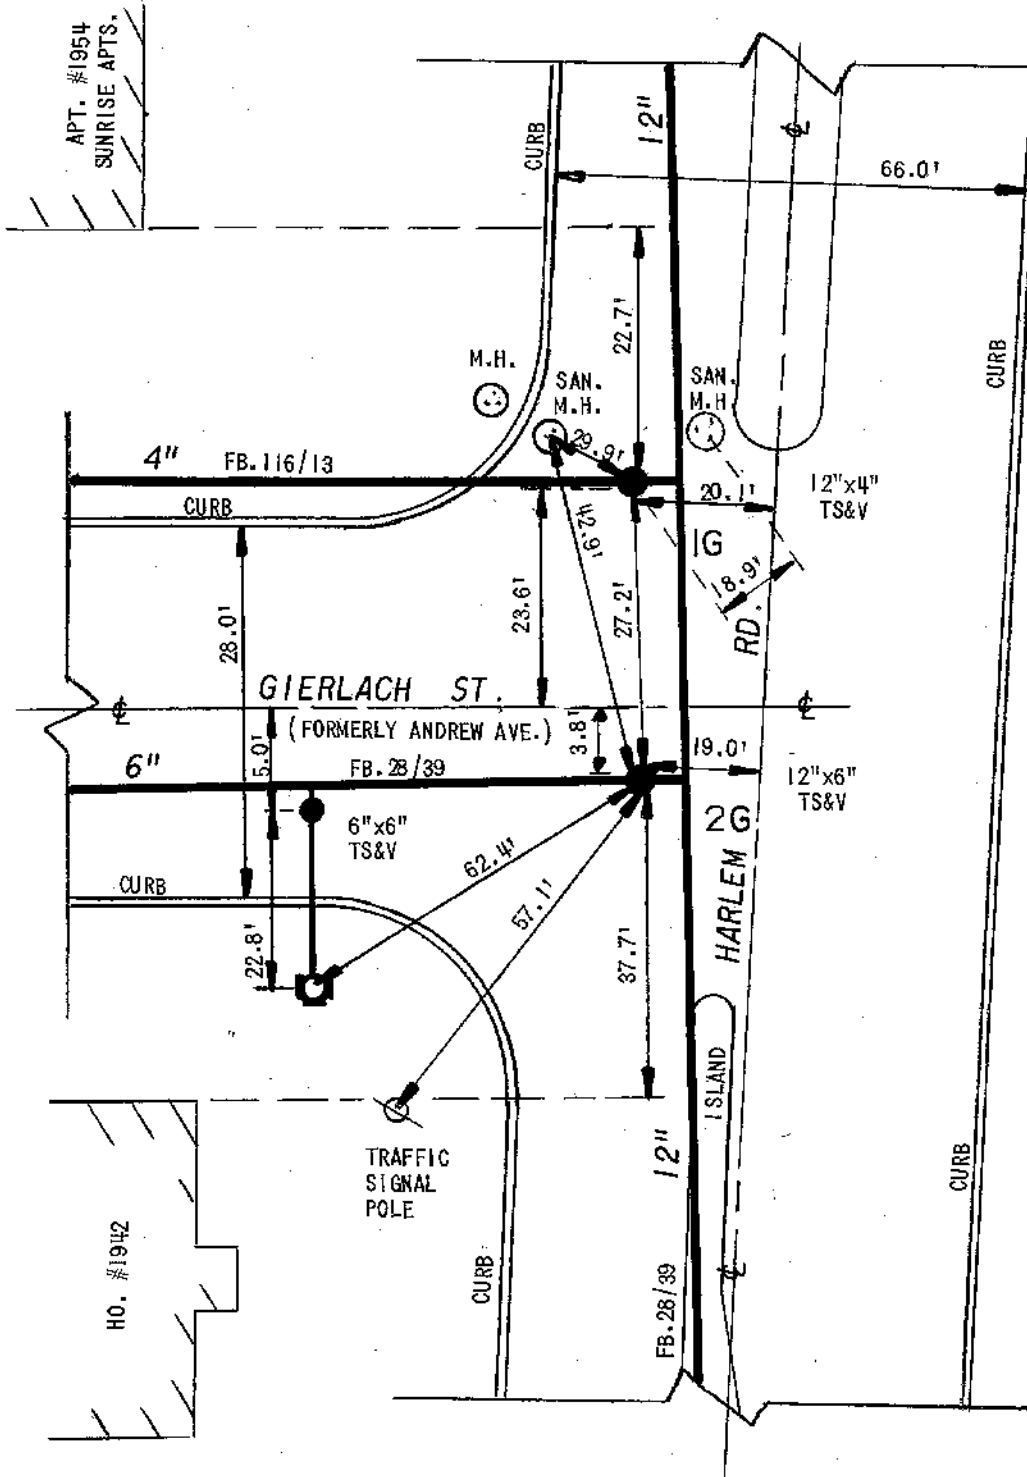 APT. #1954
SUNRISE APTS.
CURB
12"
℄
66.0'
22.7'
M.H.
SAN.
M.H.
SAN.
M.H.
CURB
29.9'
4"
FB.116/13
20.1'
12"x4"
TS&V
CURB
42.9'
1G
18.9'
28.0'
23.6'
27.2'
RD.
GIERLACH ST.
℄
℄
(FORMERLY ANDREW AVE.)
5.0'
3.8'
19.0'
6"
FB.28/39
12"x6"
TS&V
6"x6"
TS&V
2G
62.4'
CURB
57.1'
HARLEM
22.8'
37.7'
ISLAND
TRAFFIC
SIGNAL
POLE
12"
CURB
HO. #1942
CURB
FB.28/39
℄